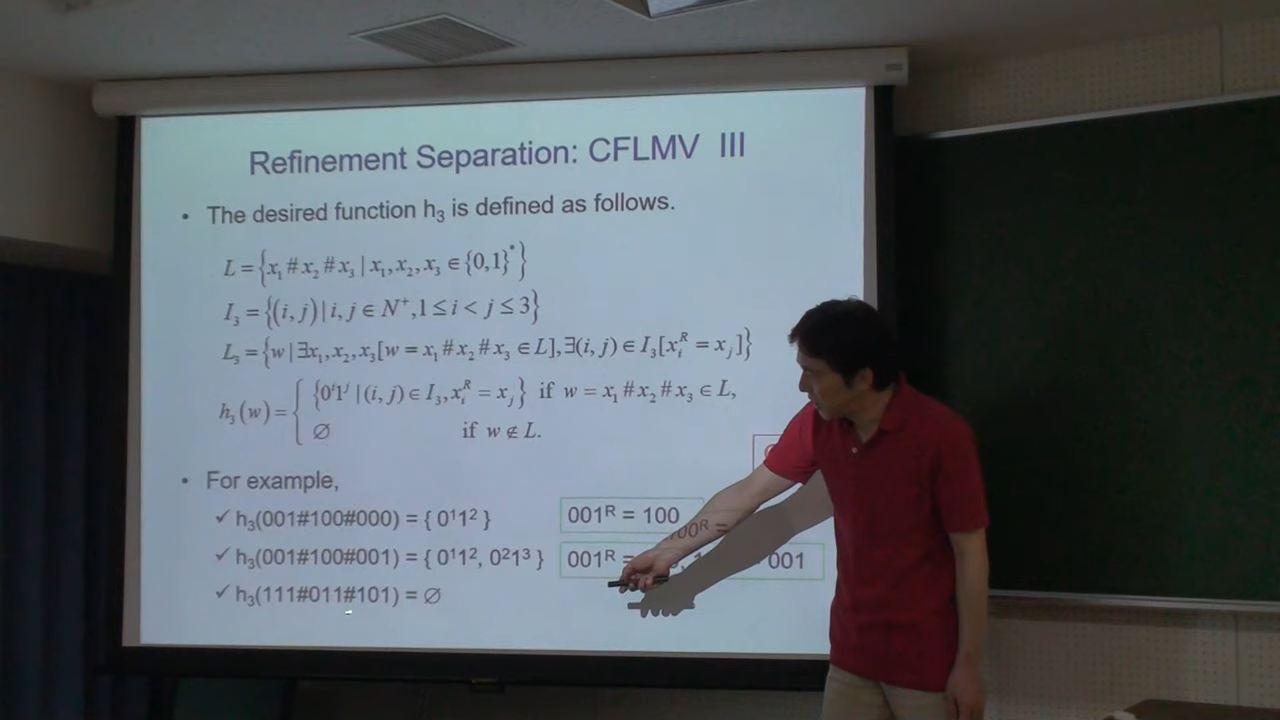 Refinement Separation: CFLMV III
• The desired function h₃ is defined as follows.
L = {x₁ # x₂ # x₃ | x₁, x₂, x₃ ∈ {0,1}*}
I₃ = {(i, j) | i, j ∈ N⁺, 1 ≤ i < j ≤ 3}
L₃ = {w | ∃x₁, x₂, x₃[w = x₁ # x₂ # x₃ ∈ L], ∃(i, j) ∈ I₃[xᵢᴿ = xⱼ]}
h₃(w) = { {0ⁱ1ʲ | (i, j) ∈ I₃, xᵢᴿ = xⱼ} if w = x₁ # x₂ # x₃ ∈ L,
∅ if w ∉ L.
• For example,
✓ h₃(001#100#000) = { 0¹1² } 001ᴿ = 100
✓ h₃(001#100#001) = { 0¹1², 0²1³ } 001ᴿ = 100ᴿ = 001
✓ h₃(111#011#101) = ∅